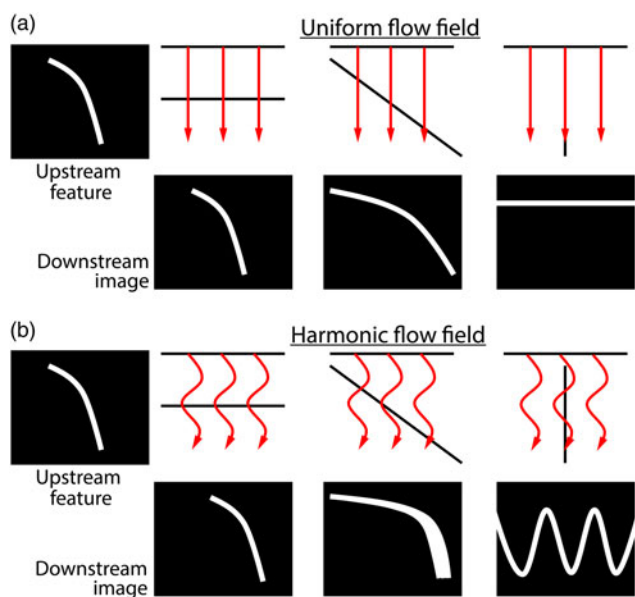 (a)
Uniform flow field
Upstream
feature
Downstream
image
(b)
Harmonic flow field
Upstream
feature
Downstream
image